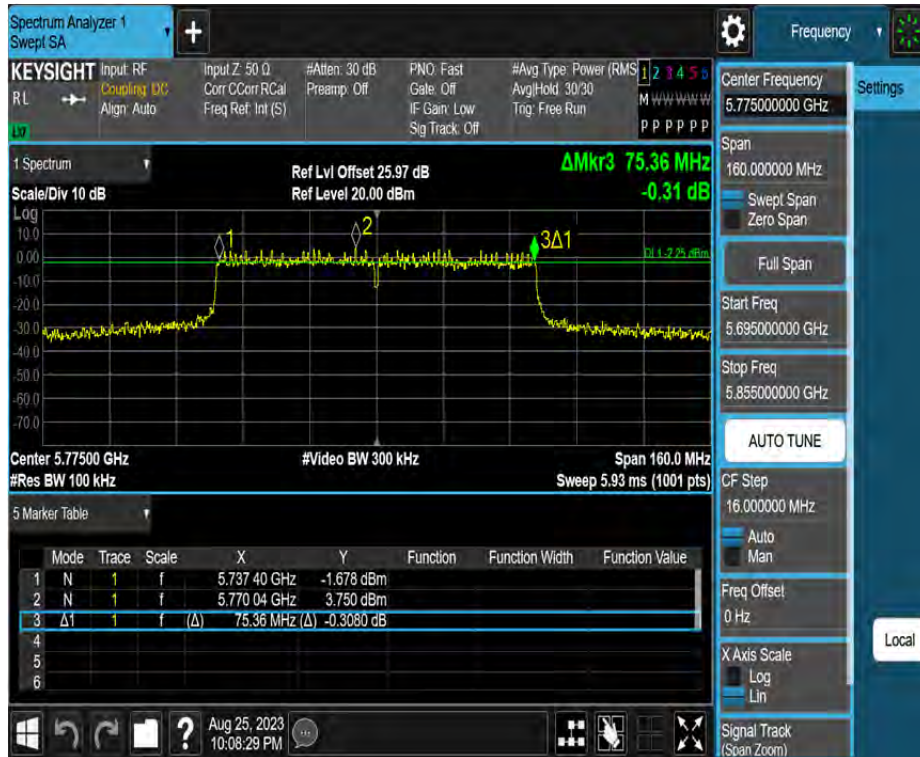 Spectrum Analyzer 1
Swept SA
+
Frequency
KEYSIGHT
RL
LXI
Input: RF
Coupling: DC
Align: Auto
Input Z: 50 Ω
Corr CCorr RCal
Freq Ref: Int (S)
#Atten: 30 dB
Preamp: Off
PNO: Fast
Gate: Off
IF Gain: Low
Sig Track: Off
#Avg Type: Power (RMS
Avg|Hold: 30/30
Trig: Free Run
1 2 3 4 5 6
M W W W W W
P P P P P P
1 Spectrum
Scale/Div 10 dB
Ref Lvl Offset 25.97 dB
Ref Level 20.00 dBm
ΔMkr3 75.36 MHz
-0.31 dB
Log
10.0
0.00
-10.0
-20.0
-30.0
-40.0
-50.0
-60.0
-70.0
1
2
3Δ1
DL1 -2.25 dBm
Center 5.77500 GHz
#Video BW 300 kHz
Span 160.0 MHz
#Res BW 100 kHz
Sweep 5.93 ms (1001 pts)
5 Marker Table
Mode Trace Scale X Y Function Function Width Function Value
1 N 1 f 5.737 40 GHz -1.678 dBm
2 N 1 f 5.770 04 GHz 3.750 dBm
3 Δ1 1 f (Δ) 75.36 MHz (Δ) -0.3080 dB
4
5
6
?
Aug 25, 2023
10:08:29 PM
Center Frequency
5.775000000 GHz
Settings
Span
160.000000 MHz
Swept Span
Zero Span
Full Span
Start Freq
5.695000000 GHz
Stop Freq
5.855000000 GHz
AUTO TUNE
CF Step
16.000000 MHz
Auto
Man
Freq Offset
0 Hz
Local
X Axis Scale
Log
Lin
Signal Track
(Span Zoom)